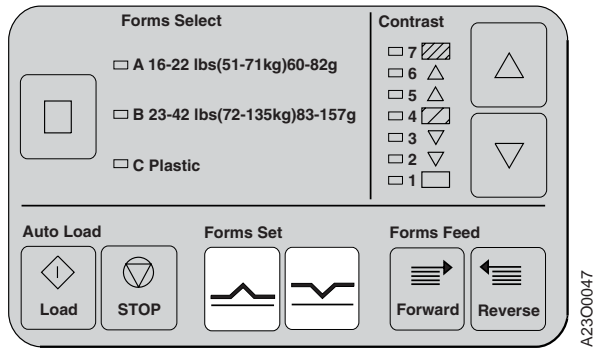 Forms Select
A 16-22 lbs(51-71kg)60-82g
B 23-42 lbs(72-135kg)83-157g
C Plastic
Contrast
7
6
5
4
3
2
1
Auto Load
Load
STOP
Forms Set
Forms Feed
Forward
Reverse
A23O0047